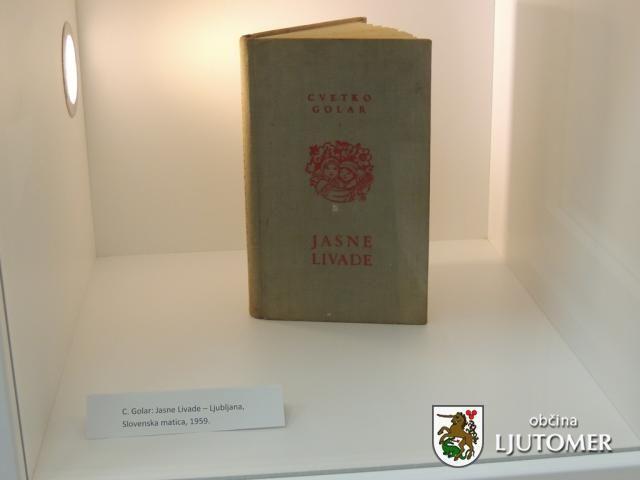 CVETKO
GOLAR
JASNE
LIVADE
C. Golar: Jasne Livade – Ljubljana,
Slovenska matica, 1959.
občina
LJUTOMER